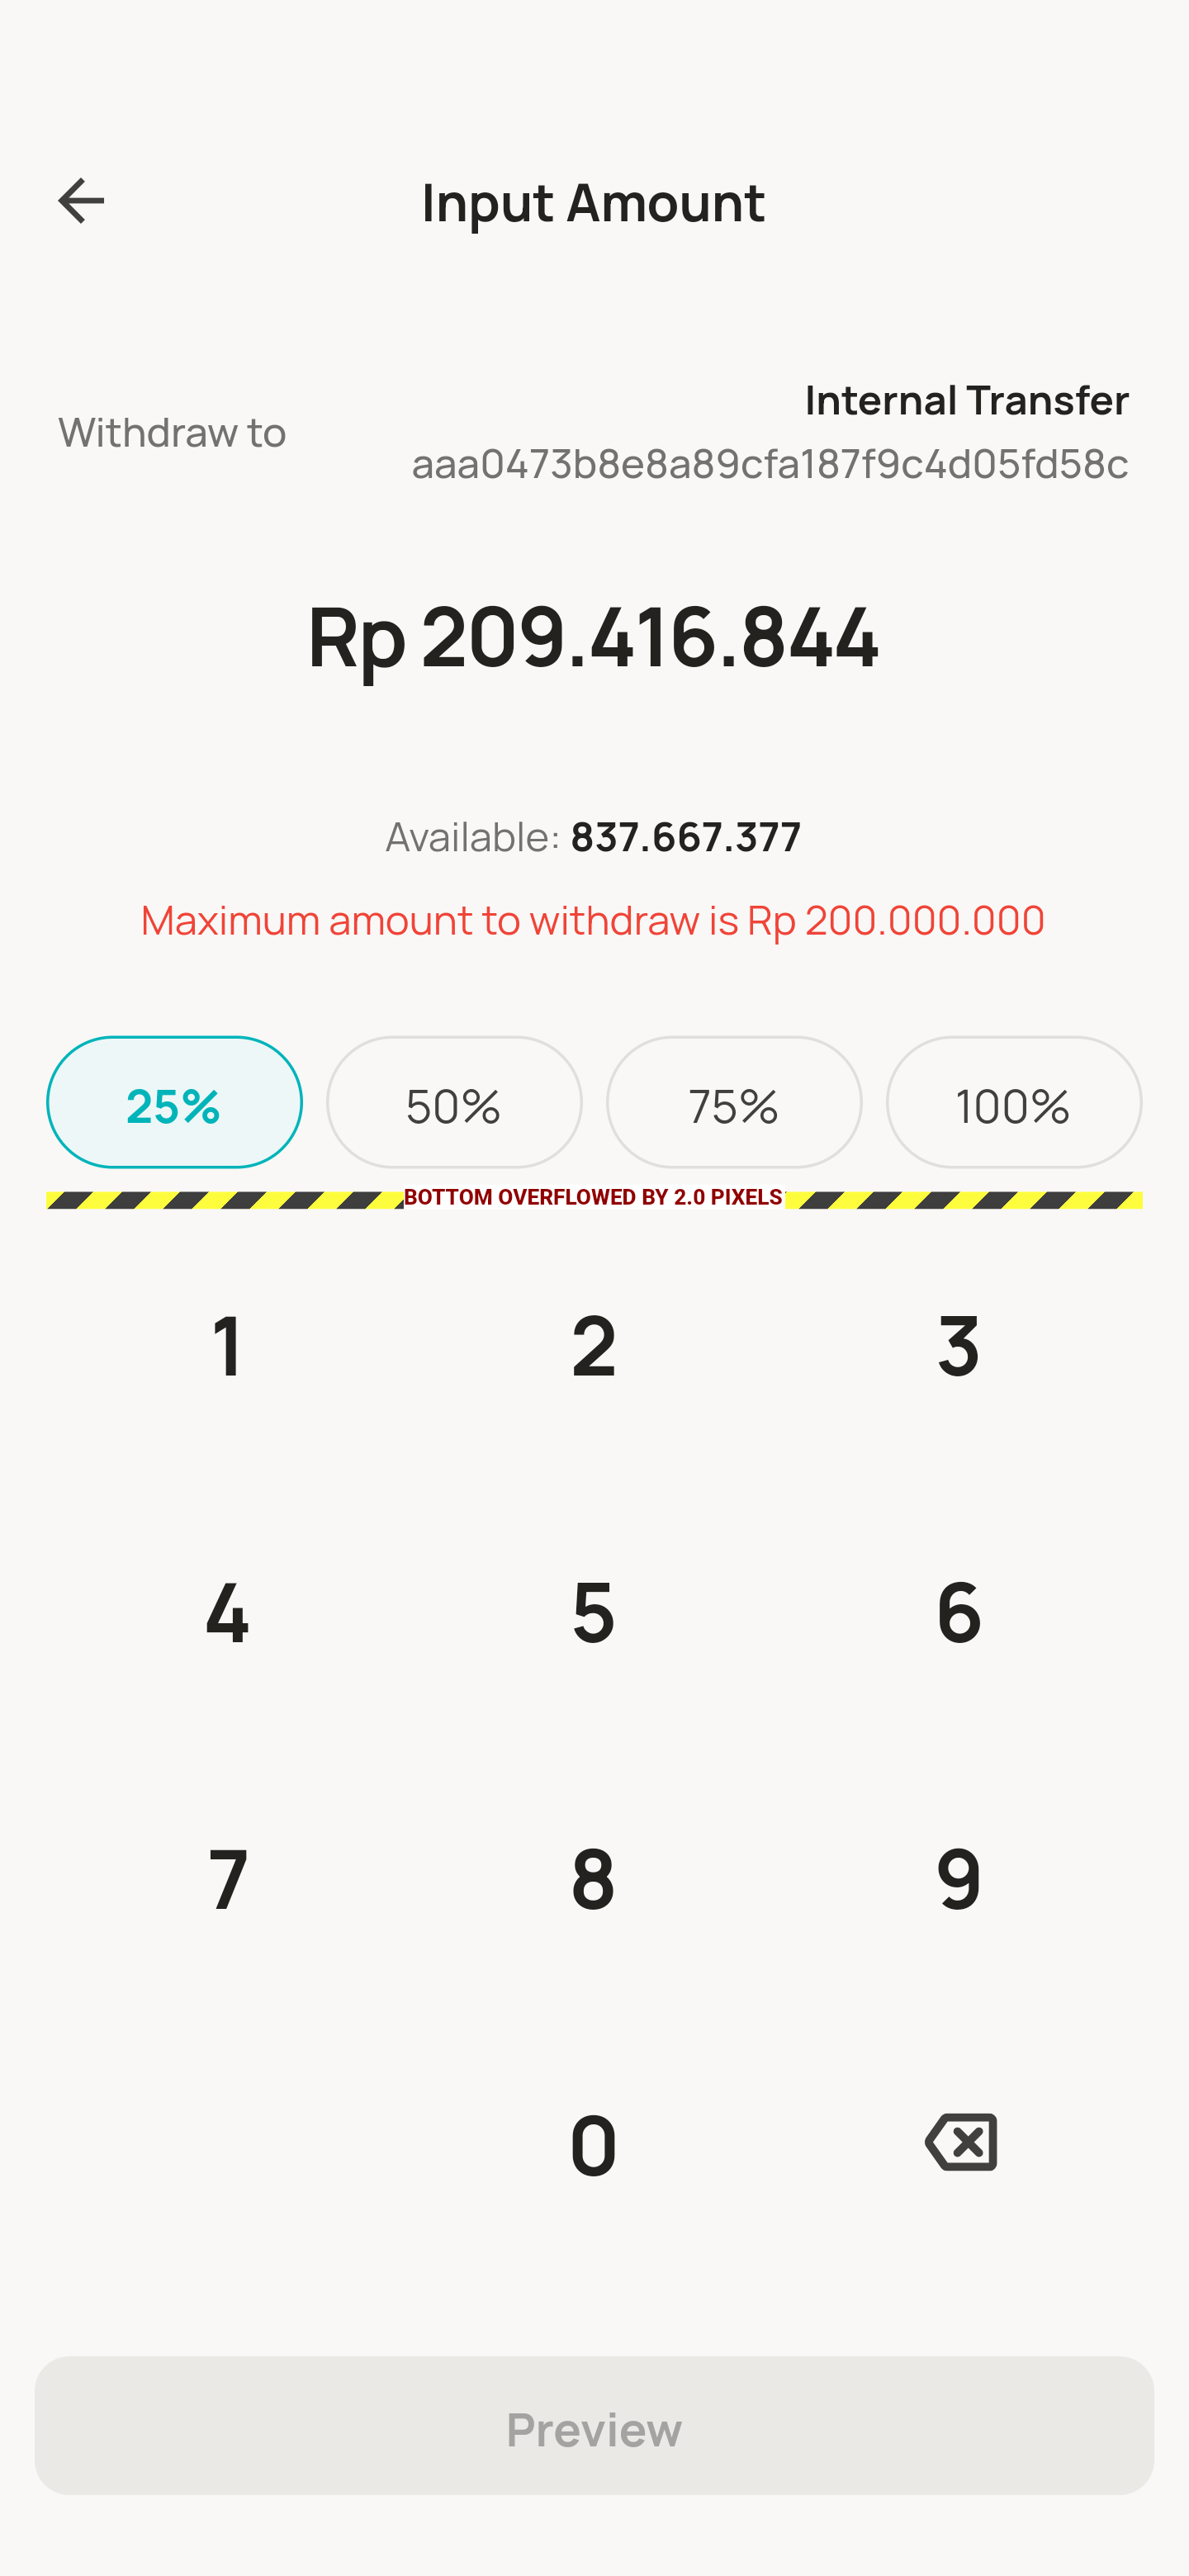 Input Amount
Withdraw to
Internal Transfer
aaa0473b8e8a89cfa187f9c4d05fd58c
Rp 209.416.844
Available: 837.667.377
Maximum amount to withdraw is Rp 200.000.000
25% 50% 75% 100%
BOTTOM OVERFLOWED BY 2.0 PIXELS
1 2 3
4 5 6
7 8 9
0
Preview